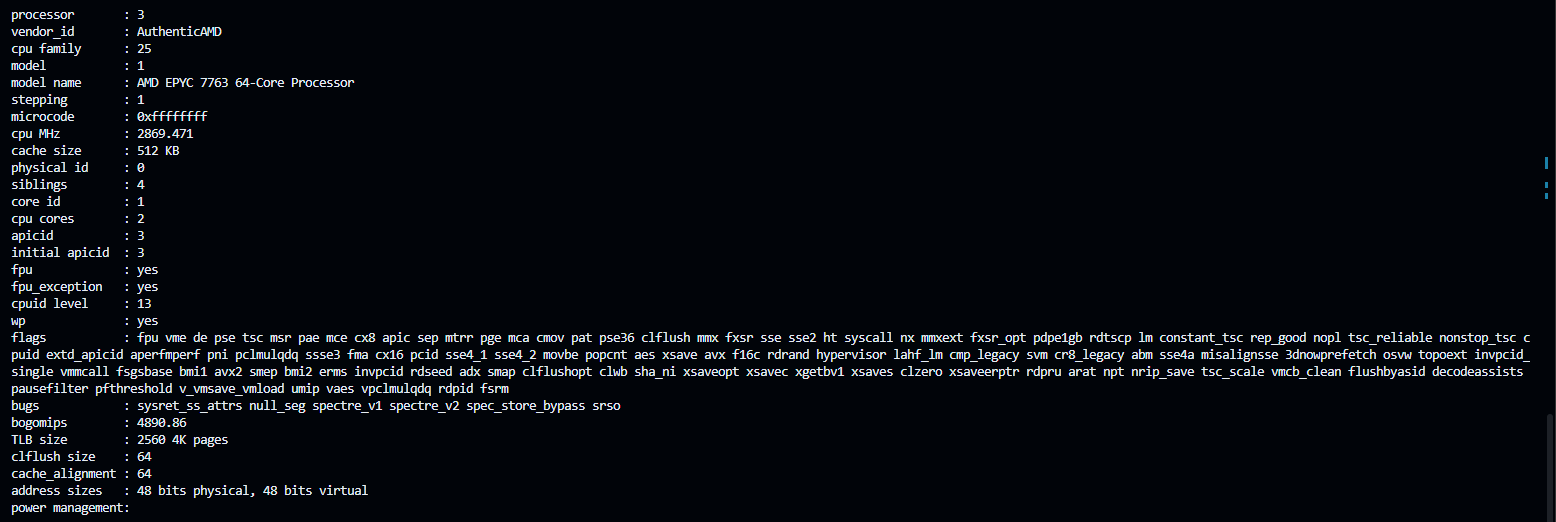 processor : 3
vendor_id : AuthenticAMD
cpu family : 25
model : 1
model name : AMD EPYC 7763 64-Core Processor
stepping : 1
microcode : 0xffffffff
cpu MHz : 2869.471
cache size : 512 KB
physical id : 0
siblings : 4
core id : 1
cpu cores : 2
apicid : 3
initial apicid : 3
fpu : yes
fpu_exception : yes
cpuid level : 13
wp : yes
flags : fpu vme de pse tsc msr pae mce cx8 apic sep mtrr pge mca cmov pat pse36 clflush mmx fxsr sse sse2 ht syscall nx mmxext fxsr_opt pdpe1gb rdtscp lm constant_tsc rep_good nopl tsc_reliable nonstop_tsc c
puid extd_apicid aperfmperf pni pclmulqdq ssse3 fma cx16 pcid sse4_1 sse4_2 movbe popcnt aes xsave avx f16c rdrand hypervisor lahf_lm cmp_legacy svm cr8_legacy abm sse4a misalignsse 3dnowprefetch osvw topoext invpcid_
single vmmcall fsgsbase bmi1 avx2 smep bmi2 erms invpcid rdseed adx smap clflushopt clwb sha_ni xsaveopt xsavec xgetbv1 xsaves clzero xsaveerptr rdpru arat npt nrip_save tsc_scale vmcb_clean flushbyasid decodeassists
pausefilter pfthreshold v_vmsave_vmload umip vaes vpclmulqdq rdpid fsrm
bugs : sysret_ss_attrs null_seg spectre_v1 spectre_v2 spec_store_bypass srso
bogomips : 4890.86
TLB size : 2560 4K pages
clflush size : 64
cache_alignment : 64
address sizes : 48 bits physical, 48 bits virtual
power management: